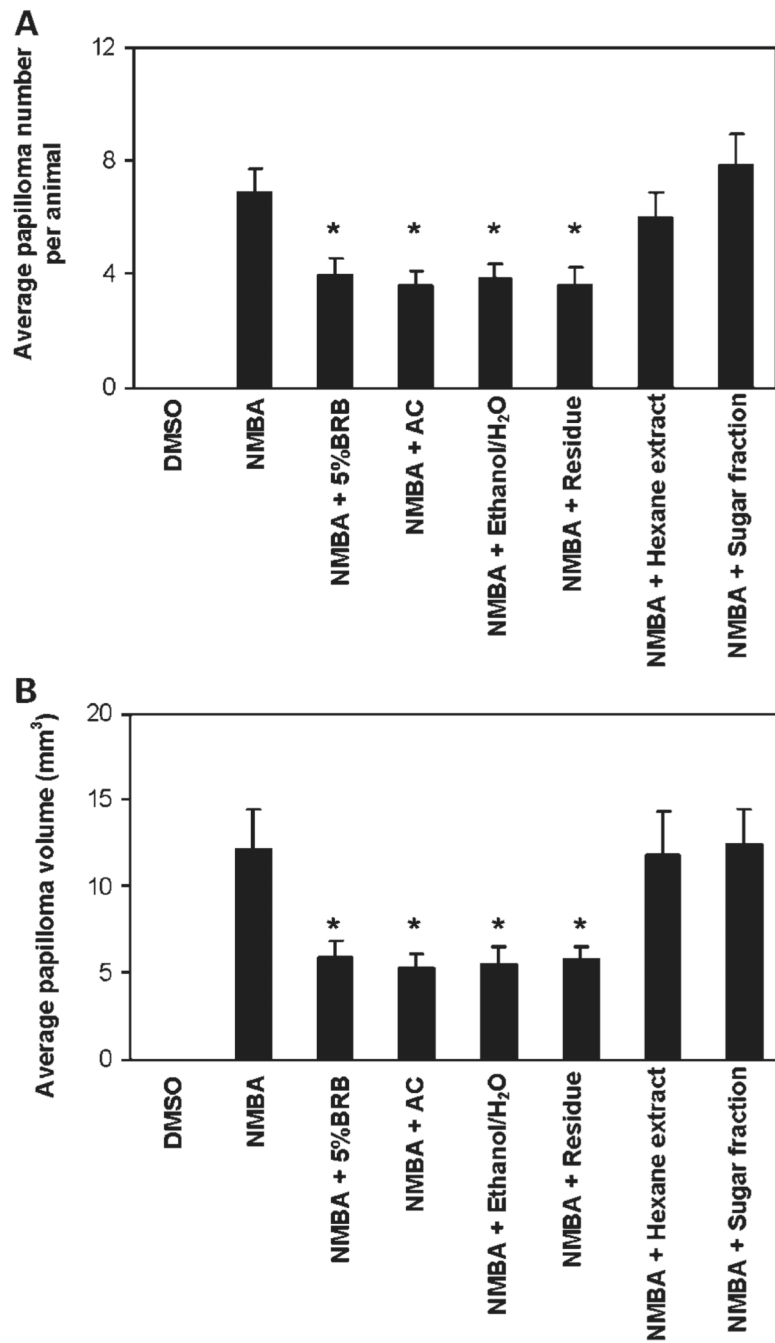 A
Average papilloma number
per animal
12
8
4
0
* * * *
DMSO
NMBA
NMBA + 5%BRB
NMBA + AC
NMBA + Ethanol/H₂O
NMBA + Residue
NMBA + Hexane extract
NMBA + Sugar fraction
B
Average papilloma volume (mm³)
20
15
10
5
0
* * * *
DMSO
NMBA
NMBA + 5%BRB
NMBA + AC
NMBA + Ethanol/H₂O
NMBA + Residue
NMBA + Hexane extract
NMBA + Sugar fraction